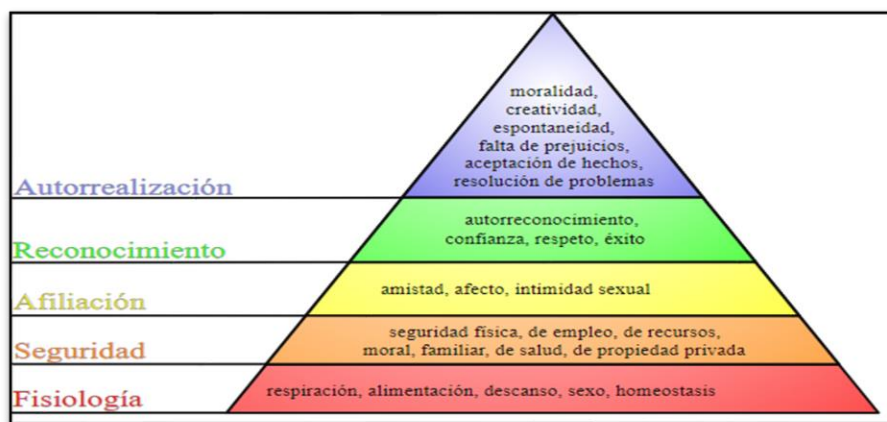 moralidad,
creatividad,
espontaneidad,
falta de prejuicios,
aceptación de hechos,
resolución de problemas
Autorrealización
autorreconocimiento,
confianza, respeto, éxito
Reconocimiento
amistad, afecto, intimidad sexual
Afiliación
seguridad física, de empleo, de recursos,
moral, familiar, de salud, de propiedad privada
Seguridad
respiración, alimentación, descanso, sexo, homeostasis
Fisiología